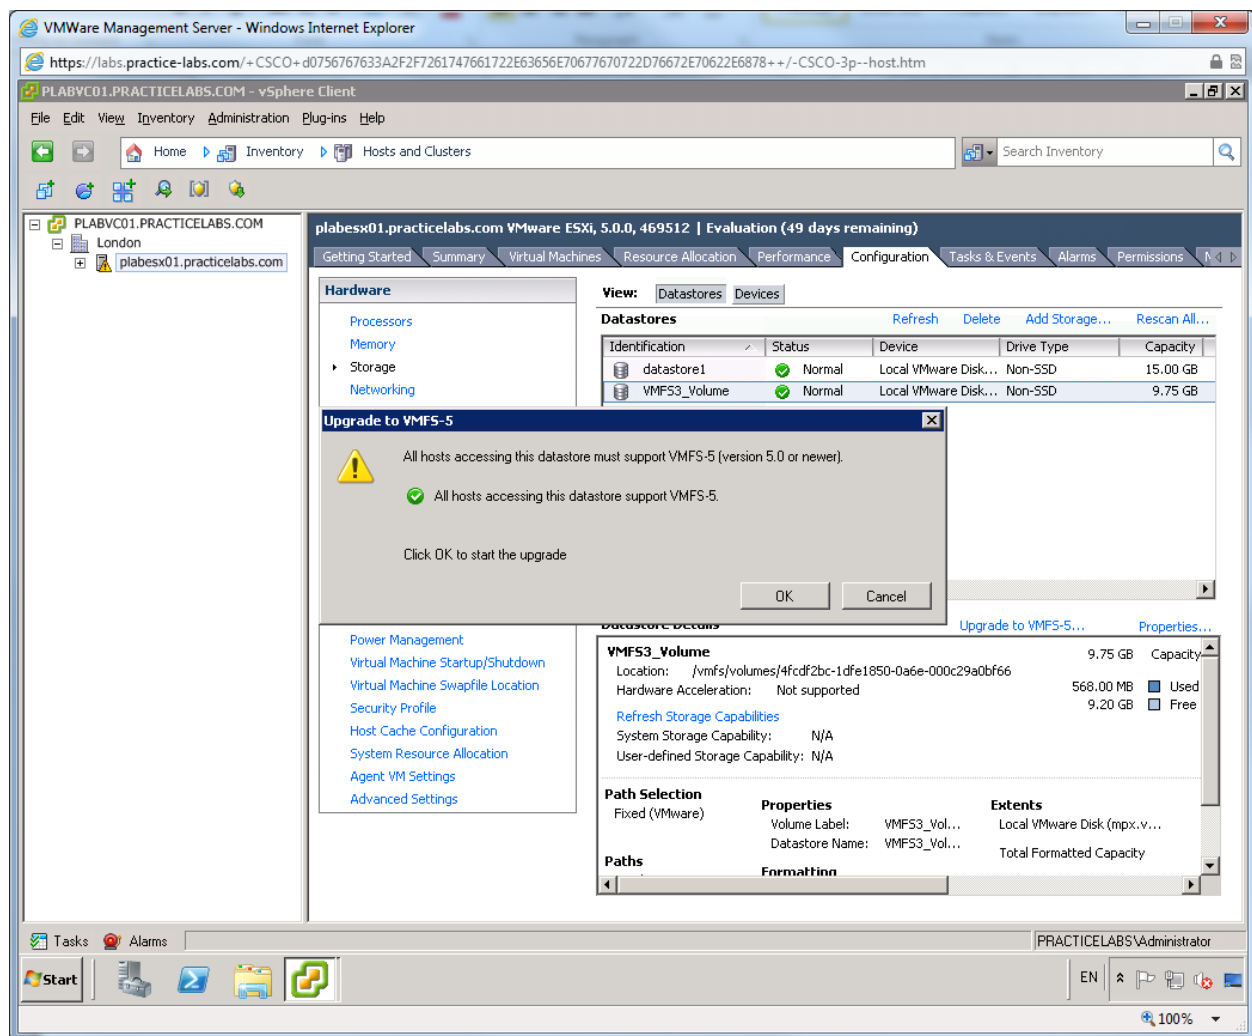 VMWare Management Server - Windows Internet Explorer
https://labs.practice-labs.com/+CSCO+d0756767633A2F2F7261747661722E63656E70677670722D76672E70622E6878++/-CSCO-3p--host.htm
PLABVC01.PRACTICELABS.COM - vSphere Client
File Edit View Inventory Administration Plug-ins Help
Home Inventory Hosts and Clusters Search Inventory
PLABVC01.PRACTICELABS.COM
London
plabesx01.practicelabs.com
plabesx01.practicelabs.com VMware ESXi, 5.0.0, 469512 | Evaluation (49 days remaining)
Getting Started Summary Virtual Machines Resource Allocation Performance Configuration Tasks & Events Alarms Permissions
Hardware
Processors
Memory
Storage
Networking
View: Datastores Devices
Datastores Refresh Delete Add Storage... Rescan All...
Identification Status Device Drive Type Capacity
datastore1 Normal Local VMware Disk... Non-SSD 15.00 GB
VMFS3_Volume Normal Local VMware Disk... Non-SSD 9.75 GB
Upgrade to VMFS-5
All hosts accessing this datastore must support VMFS-5 (version 5.0 or newer).
All hosts accessing this datastore support VMFS-5.
Click OK to start the upgrade
OK Cancel
Power Management
Virtual Machine Startup/Shutdown
Virtual Machine Swapfile Location
Security Profile
Host Cache Configuration
System Resource Allocation
Agent VM Settings
Advanced Settings
Datastore Details Upgrade to VMFS-5... Properties...
VMFS3_Volume 9.75 GB Capacity
Location: /vmfs/volumes/4fcdf2bc-1dfe1850-0a6e-000c29a0bf66
Hardware Acceleration: Not supported 568.00 MB Used
9.20 GB Free
Refresh Storage Capabilities
System Storage Capability: N/A
User-defined Storage Capability: N/A
Path Selection
Fixed (VMware)
Properties
Volume Label: VMFS3_Vol...
Datastore Name: VMFS3_Vol...
Extents
Local VMware Disk (mpx.v...
Total Formatted Capacity
Paths
Formatting
Tasks Alarms PRACTICELABS\Administrator
Start EN
100%